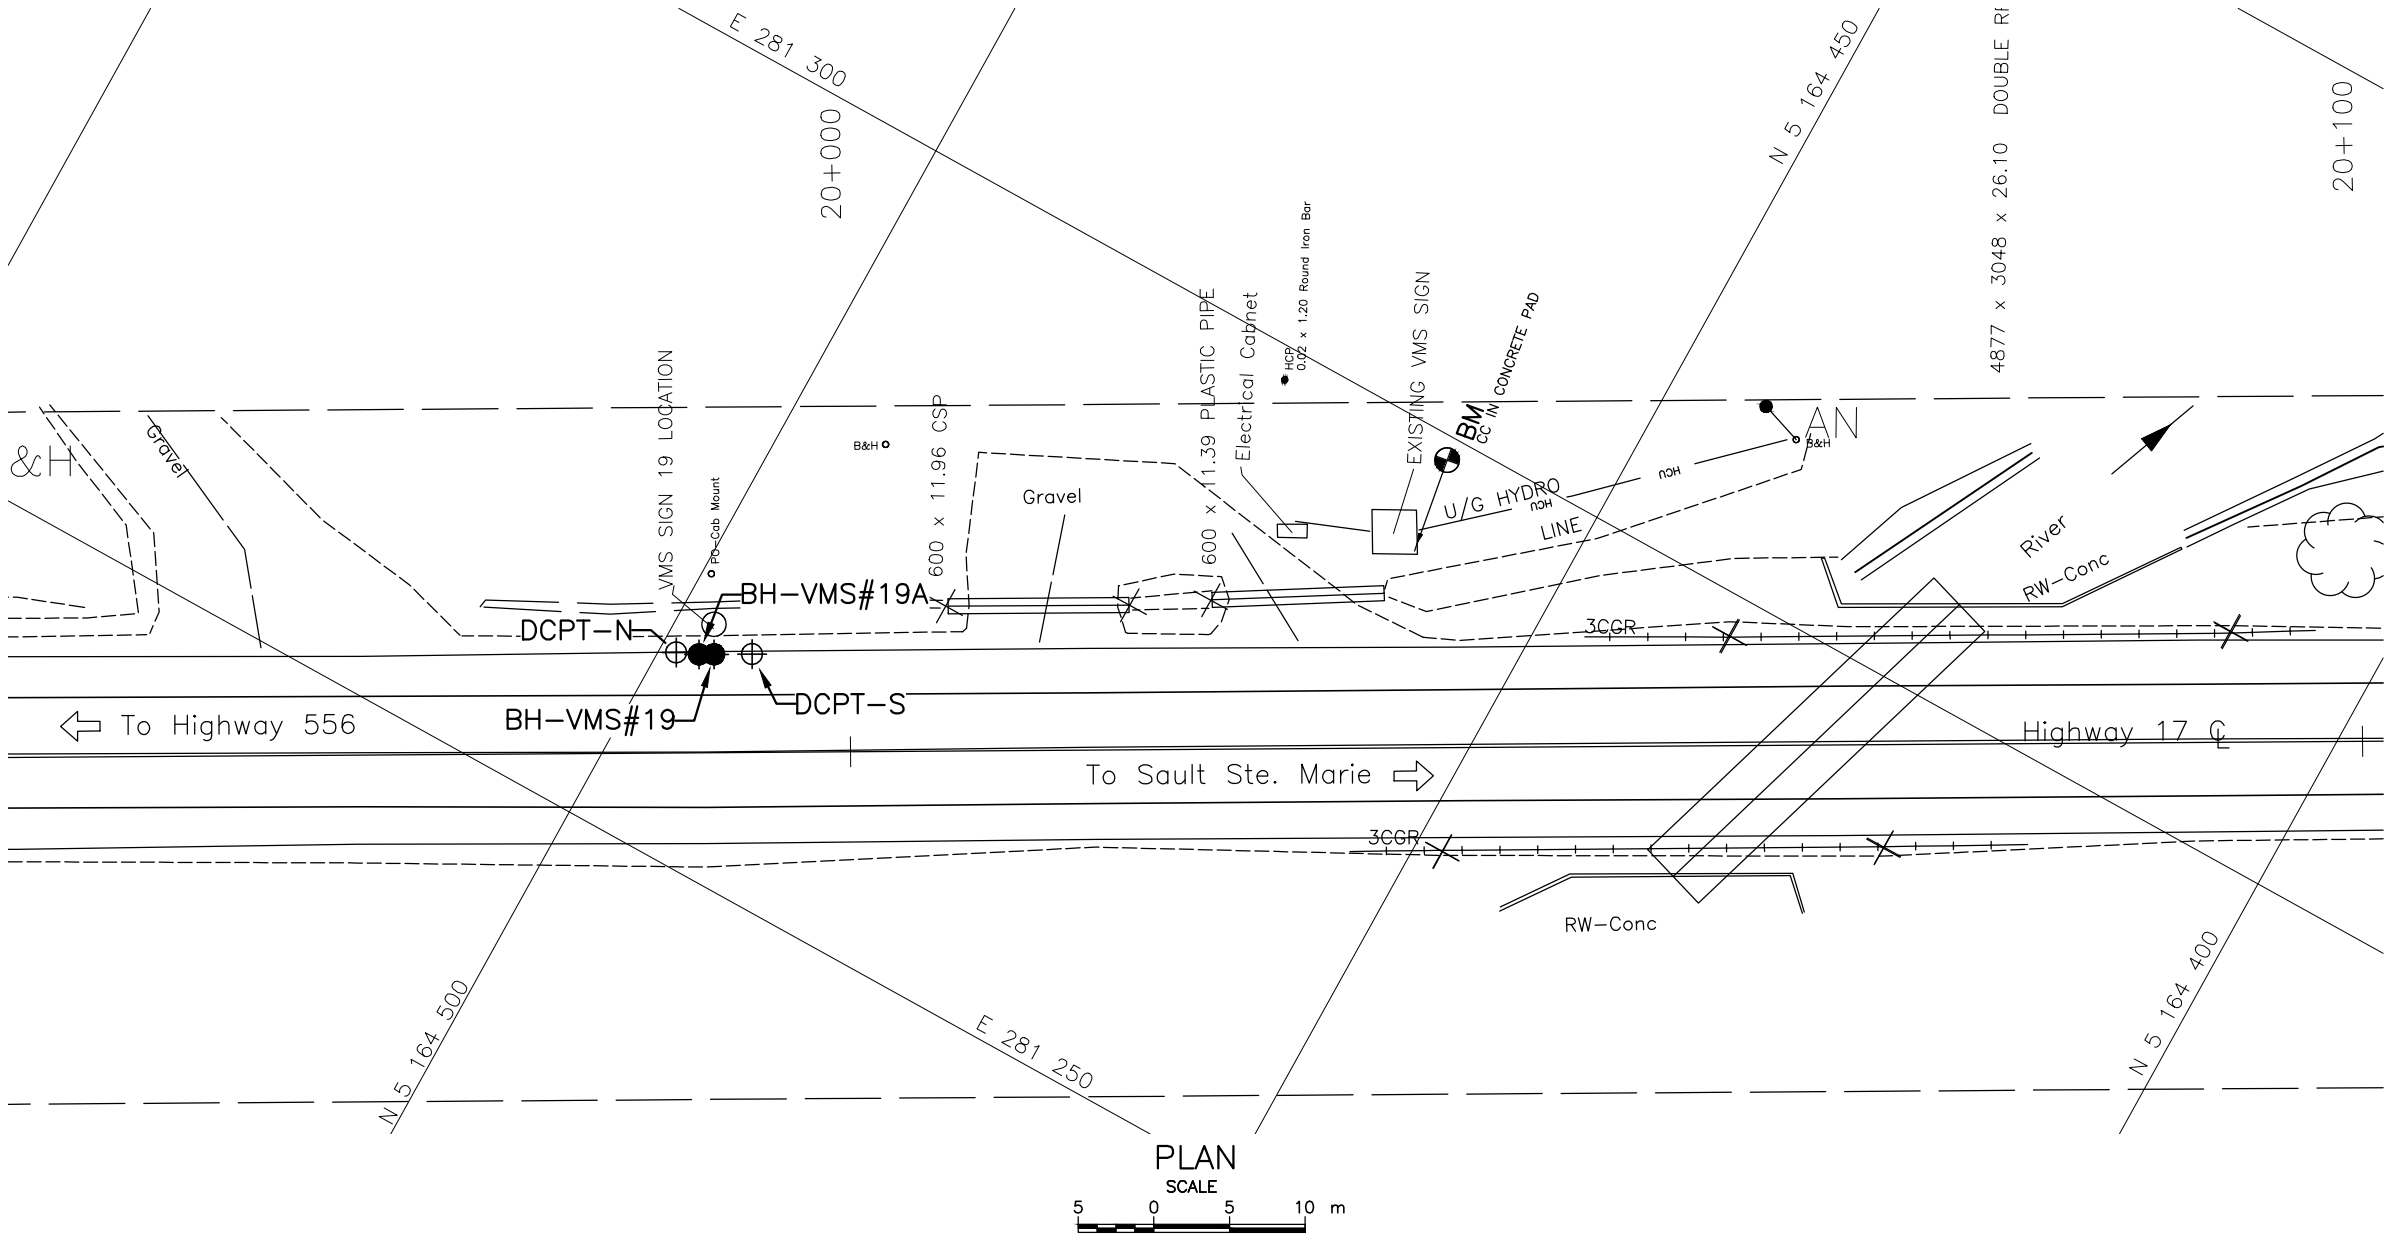 E 281 300
20+000
N 5 164 450
4877 x 3048 x 26.10 DOUBLE
20+100
HCP
0.02 x 1.20 Round Iron Bar
600 x 11.39 PLASTIC PIPE
Electrical Cabnet
EXISTING VMS SIGN
BM
CC IN CONCRETE PAD
VMS SIGN 19 LOCATION
600 x 11.96 CSP
B&H
AN
B&H
&H
Gravel
PO-Cab Mount
Gravel
U/G HYDRO
LINE
HCU
HCU
River
RW-Conc
BH-VMS#19A
DCPT-N
3CGR
DCPT-S
BH-VMS#19
To Highway 556
Highway 17 ℄
To Sault Ste. Marie
3CGR
RW-Conc
N 5 164 500
E 281 250
N 5 164 400
PLAN
SCALE
5 0 5 10 m